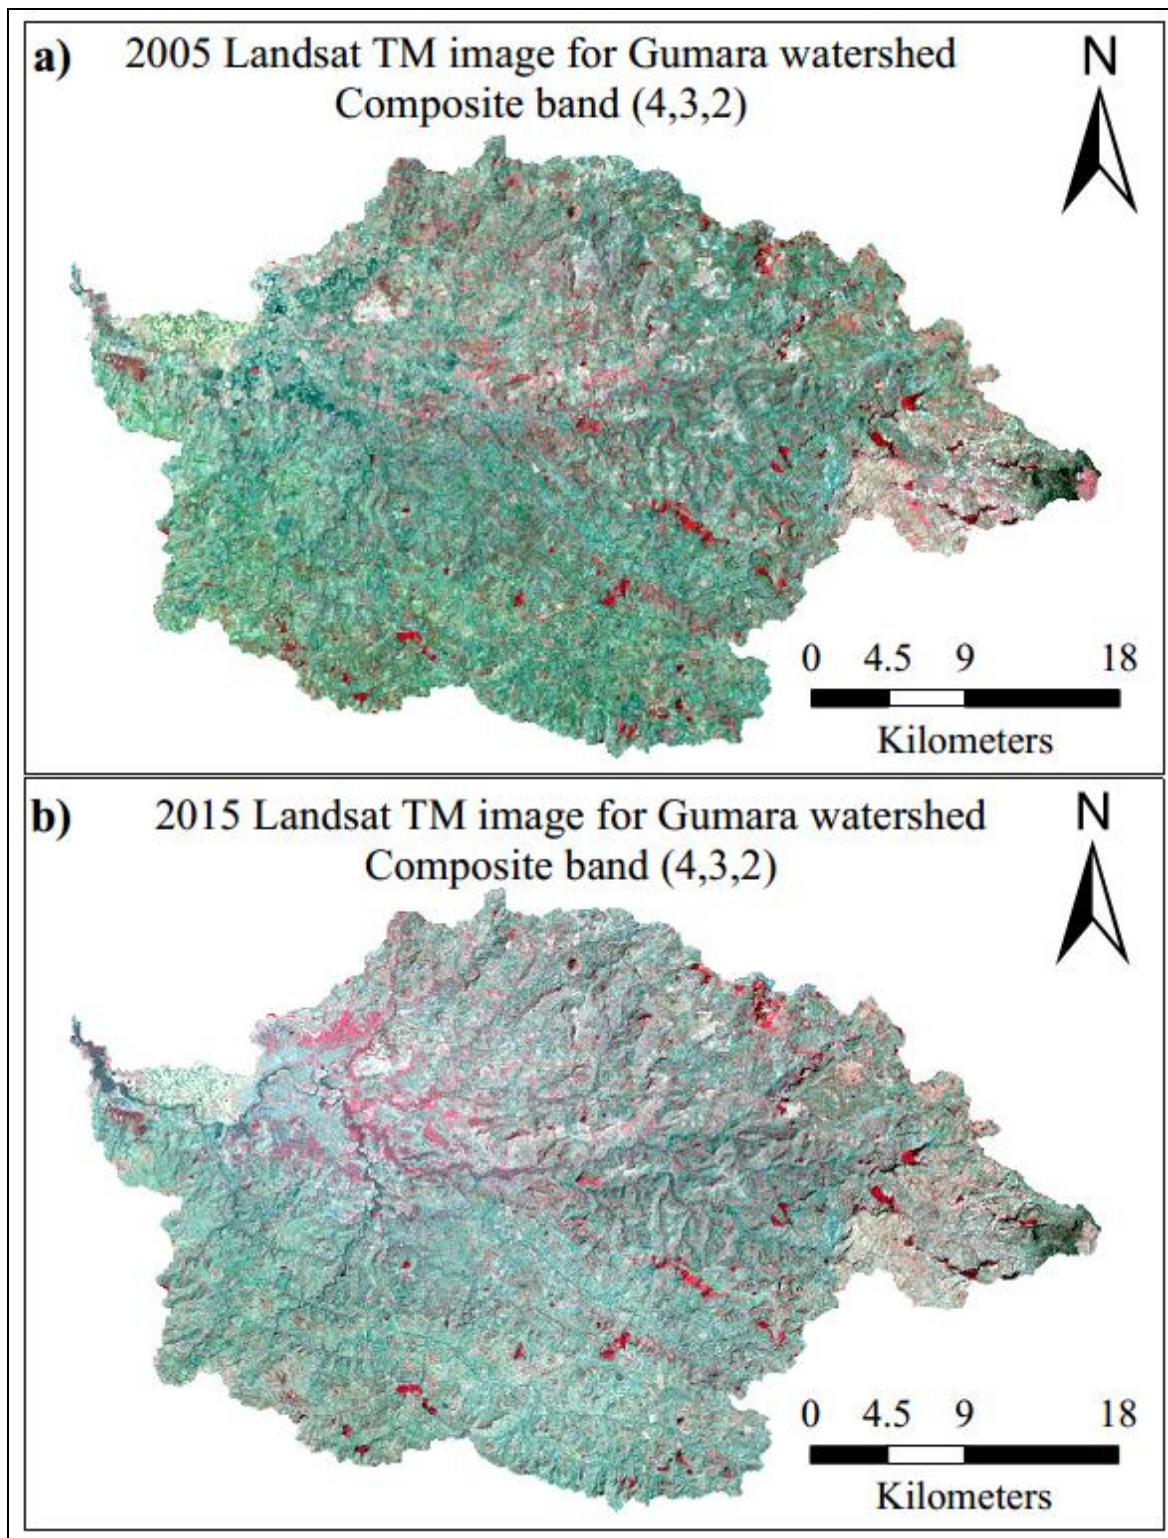 a) 2005 Landsat TM image for Gumara watershed
Composite band (4,3,2)
N
0 4.5 9 18
Kilometers
b) 2015 Landsat TM image for Gumara watershed
Composite band (4,3,2)
N
0 4.5 9 18
Kilometers